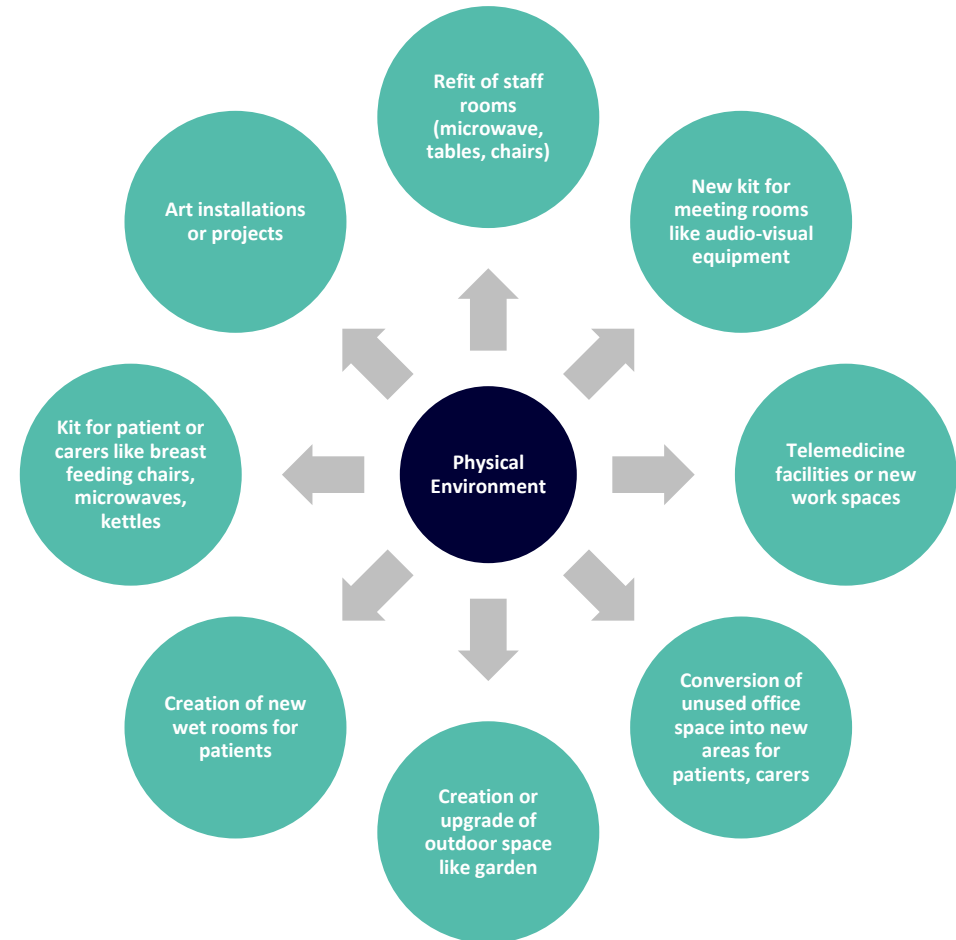 Refit of staff
rooms
(microwave,
tables, chairs)
New kit for
meeting rooms
like audio-visual
equipment
Telemedicine
facilities or new
work spaces
Conversion of
unused office
space into new
areas for
patients, carers
Creation or
upgrade of
outdoor space
like garden
Creation of new
wet rooms for
patients
Kit for patient or
carers like breast
feeding chairs,
microwaves,
kettles
Art installations
or projects
Physical
Environment